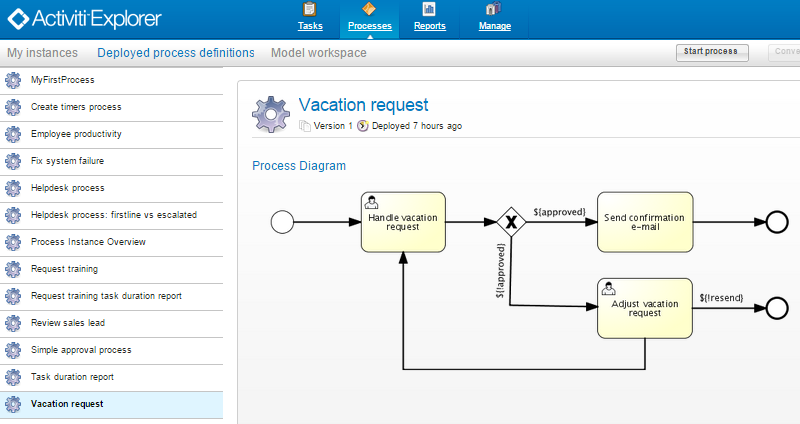 Activiti Explorer
Tasks
Processes
Reports
Manage
My instances
Deployed process definitions
Model workspace
Start process
Conve
MyFirstProcess
Create timers process
Employee productivity
Fix system failure
Helpdesk process
Helpdesk process: firstline vs escalated
Process Instance Overview
Request training
Request training task duration report
Review sales lead
Simple approval process
Task duration report
Vacation request
Vacation request
Version 1 Deployed 7 hours ago
Process Diagram
Handle vacation
request
X
${approved}
Send confirmation
e-mail
${!approved}
Adjust vacation
request
${!resend}